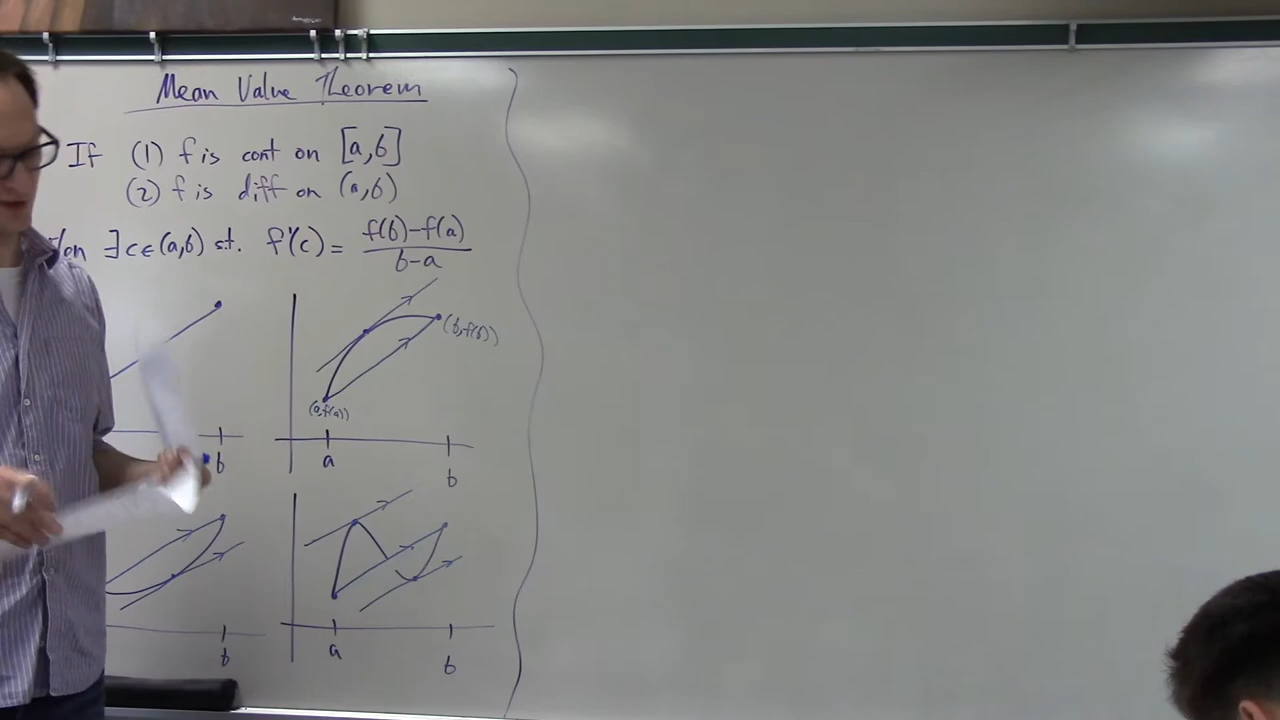 Mean Value Theorem
If (1) f is cont on [a,b]
(2) f is diff on (a,b)
∃c∈(a,b) s.t. f'(c) = f(b)-f(a) / b-a
(b,f(b))
(a,f(a))
b
a
b
b
a
b